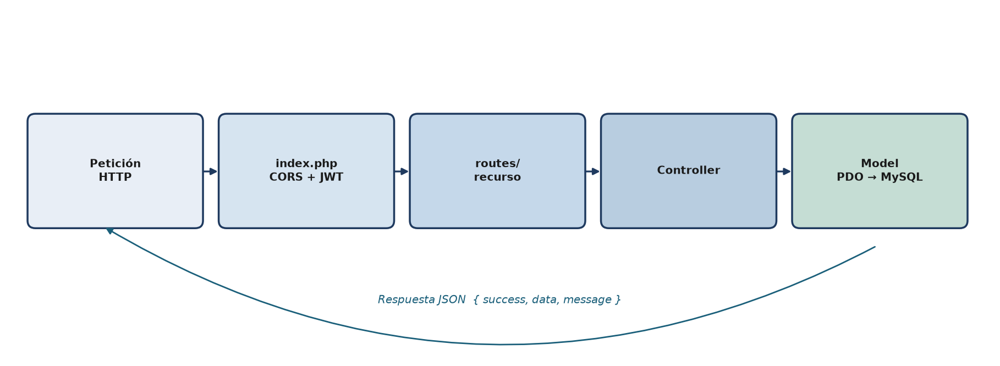 Petición
HTTP
index.php
CORS + JWT
routes/
recurso
Controller
Model
PDO → MySQL
Respuesta JSON  { success, data, message }